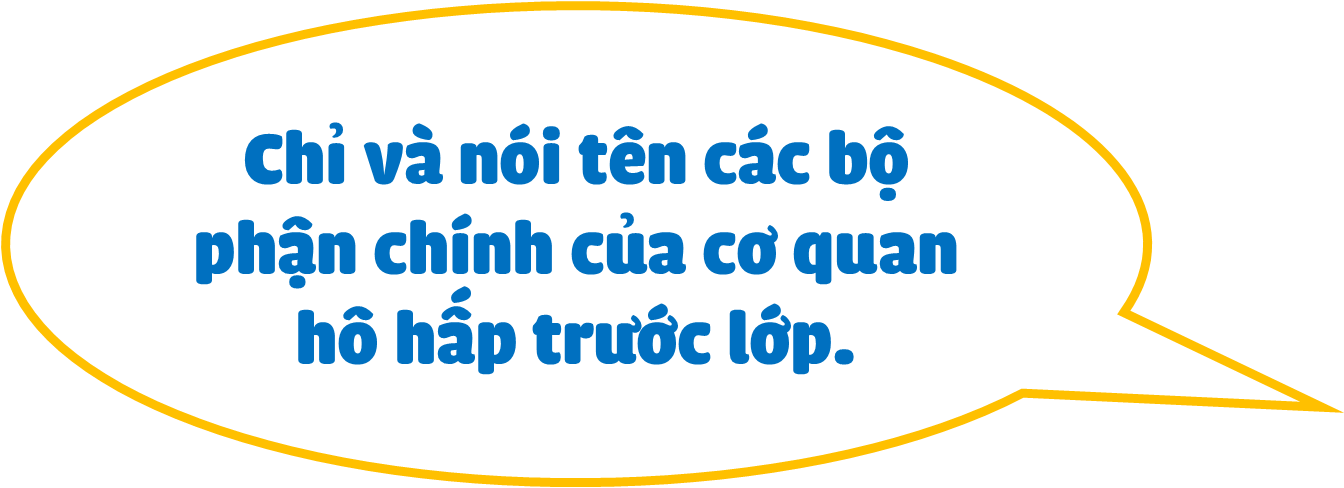 Chỉ và nói tên các bộ
phận chính của cơ quan
hô hấp trước lớp.